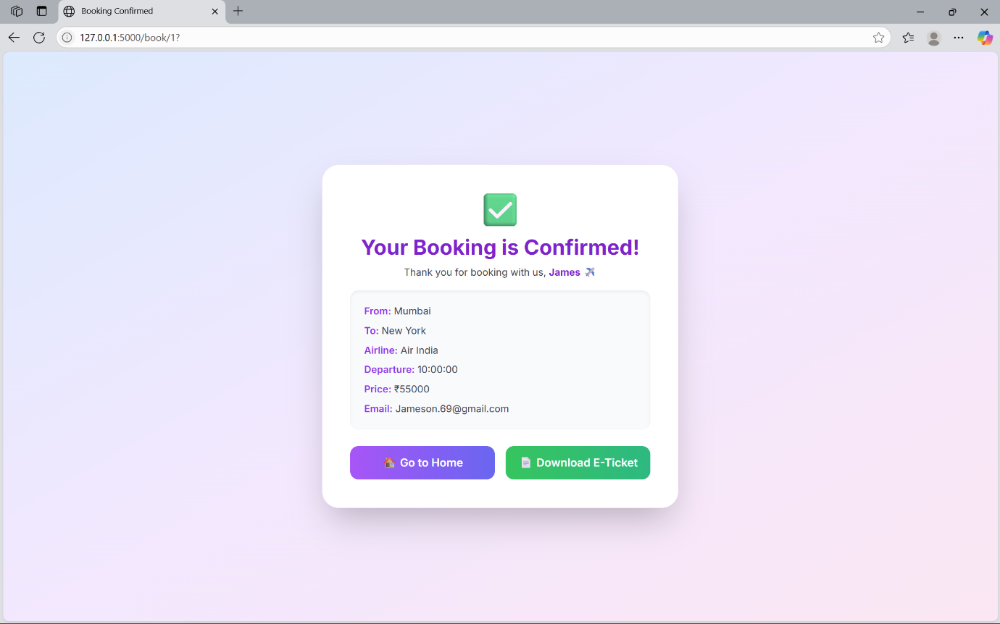 Booking Confirmed
127.0.0.1:5000/book/1?
Your Booking is Confirmed!
Thank you for booking with us, James ✈️
From: Mumbai
To: New York
Airline: Air India
Departure: 10:00:00
Price: ₹55000
Email: Jameson.69@gmail.com
🏠 Go to Home
📄 Download E-Ticket